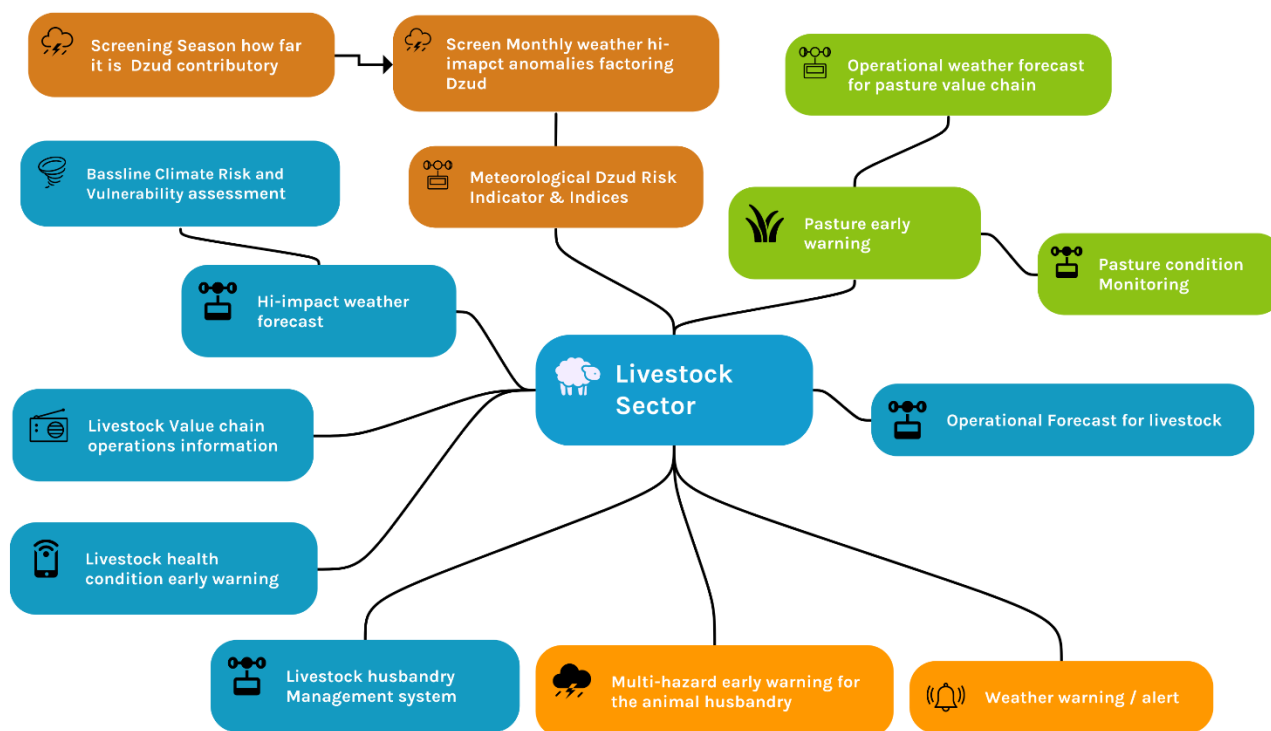 Screening Season how far
it is Dzud contributory
Screen Monthly weather hi-
imapct anomalies factoring
Dzud
Operational weather forecast
for pasture value chain
Bassline Climate Risk and
Vulnerability assessment
Meteorological Dzud Risk
Indicator & Indices
Pasture early
warning
Pasture condition
Monitoring
Hi-impact weather
forecast
Livestock
Sector
Livestock Value chain
operations information
Operational Forecast for livestock
Livestock health
condition early warning
Livestock husbandry
Management system
Multi-hazard early warning for
the animal husbandry
Weather warning / alert